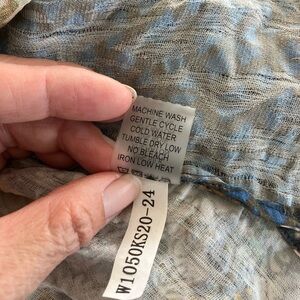 MACHINE WASH
GENTLE CYCLE
COLD WATER
TUMBLE DRY LOW
NO BLEACH
IRON LOW HEAT
W1050KS20-24